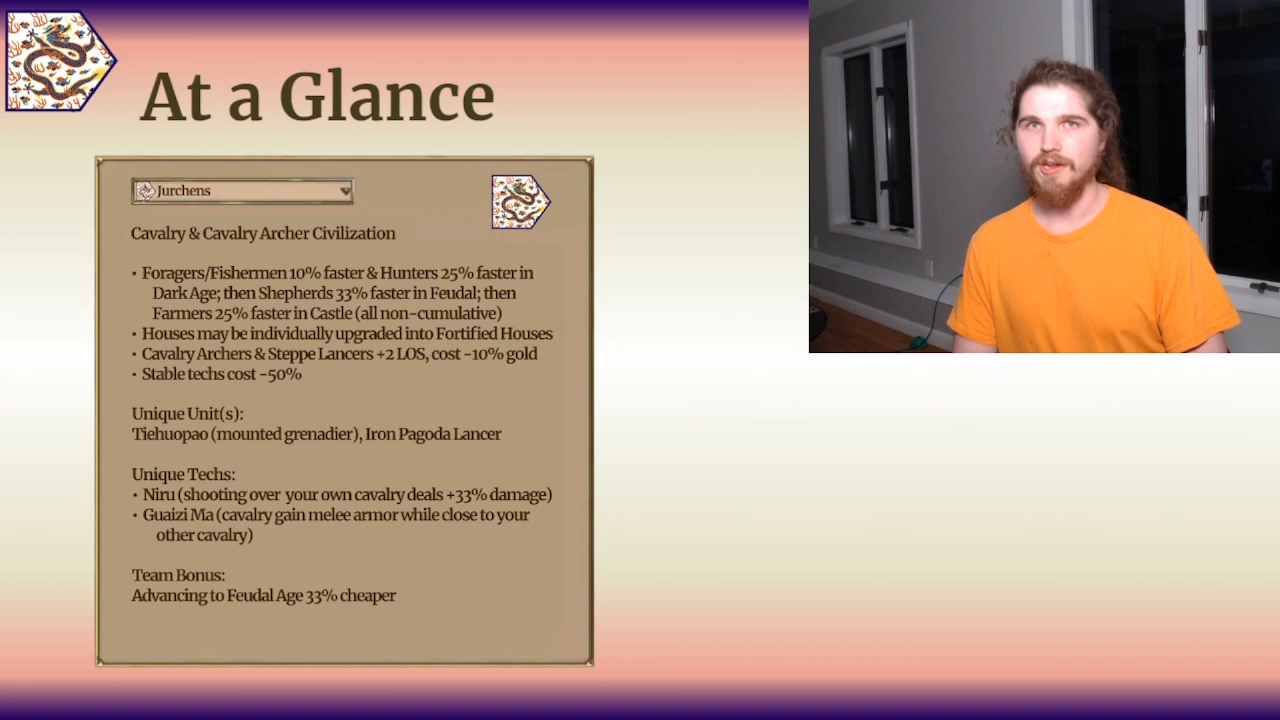 At a Glance
Jurchens
Cavalry & Cavalry Archer Civilization
• Foragers/Fishermen 10% faster & Hunters 25% faster in
Dark Age; then Shepherds 33% faster in Feudal; then
Farmers 25% faster in Castle (all non-cumulative)
• Houses may be individually upgraded into Fortified Houses
• Cavalry Archers & Steppe Lancers +2 LOS, cost -10% gold
• Stable techs cost -50%
Unique Unit(s):
Tiehuopao (mounted grenadier), Iron Pagoda Lancer
Unique Techs:
• Niru (shooting over your own cavalry deals +33% damage)
• Guaizi Ma (cavalry gain melee armor while close to your
other cavalry)
Team Bonus:
Advancing to Feudal Age 33% cheaper